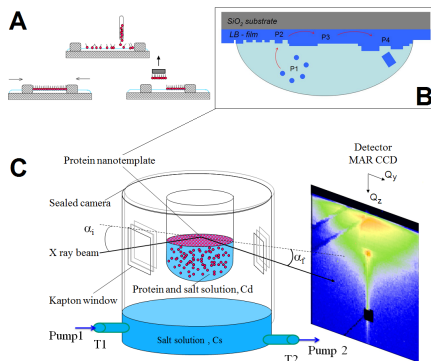 A
SiO2 substrate
LB - film
P2
P3
P4
P1
B
C
Protein nanotemplate
Detector
MAR CCD
Qy
Qz
Sealed camera
αi
X ray beam
αf
Kapton window
Protein and salt solution, Cd
Pump1
T1
Salt solution , Cs
T2
Pump 2